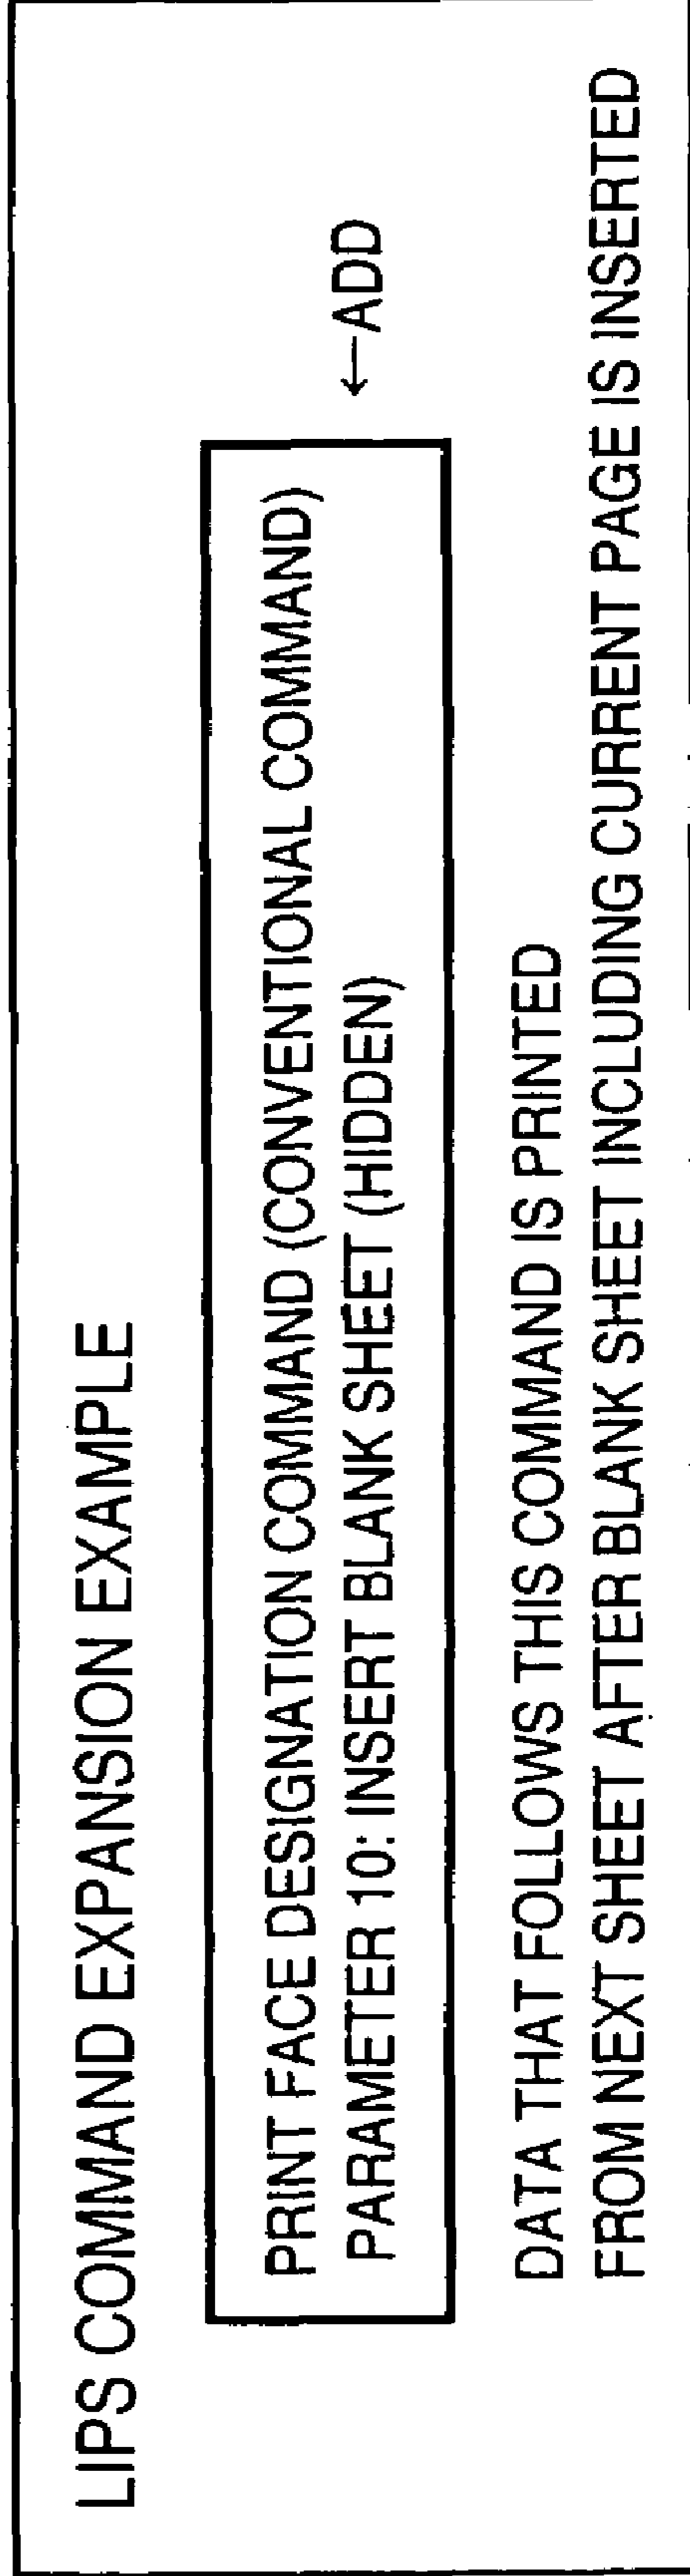 LIPS COMMAND EXPANSION EXAMPLE
PRINT FACE DESIGNATION COMMAND (CONVENTIONAL COMMAND)
PARAMETER 10: INSERT BLANK SHEET (HIDDEN) ←ADD
DATA THAT FOLLOWS THIS COMMAND IS PRINTED
FROM NEXT SHEET AFTER BLANK SHEET INCLUDING CURRENT PAGE IS INSERTED